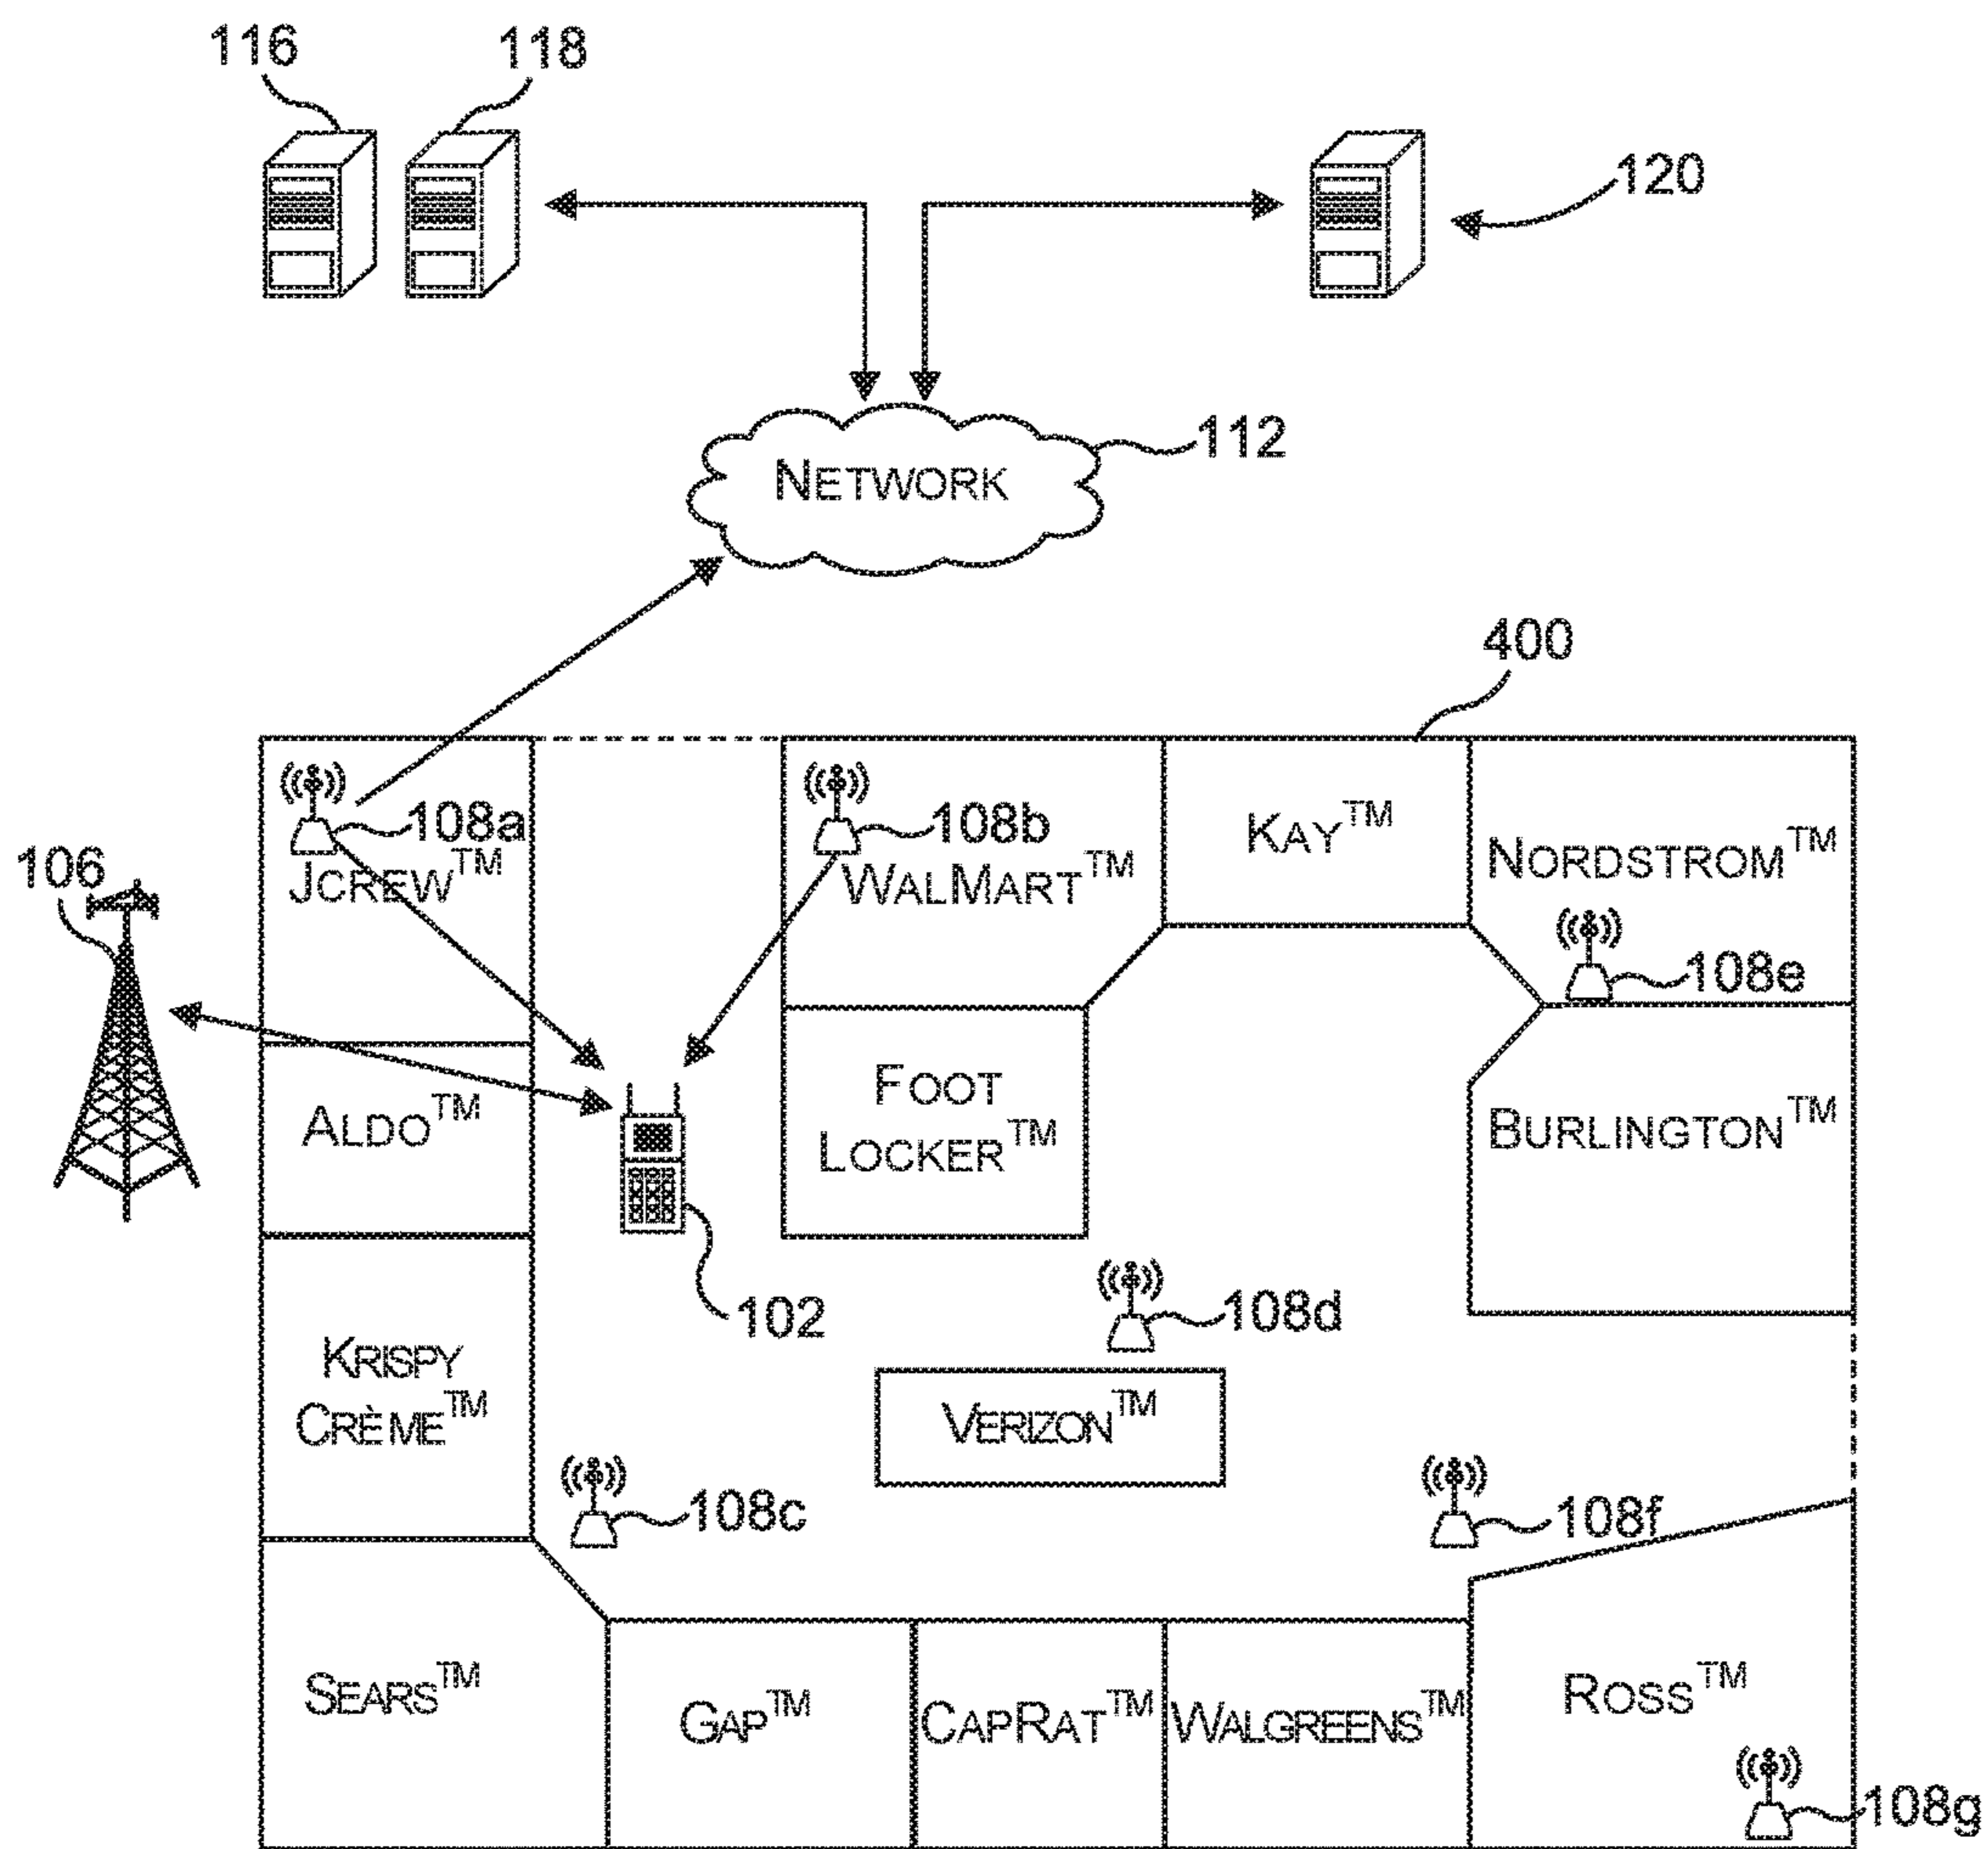 116
118
120
112
NETWORK
400
108a
JCREW™
108b
WALMART™
KAY™
NORDSTROM™
106
108e
ALDO™
FOOT
LOCKER™
BURLINGTON™
102
108d
KRISPY
CRÈME™
VERIZON™
108c
108f
SEARS™
GAP™
CAPRAT™
WALGREENS™
ROSS™
108g